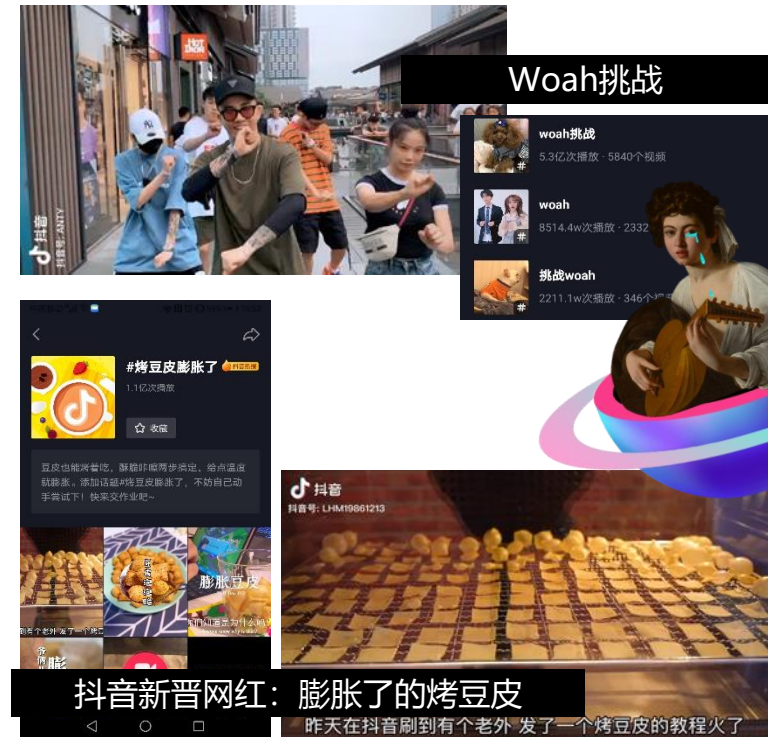 HOT
Woah挑战
抖音
抖音号: ANTY
woah挑战
5.3亿次播放 · 5840个视频
woah
8514.4w次播放 · 2332
挑战woah
2211.1w次播放 · 346个
#烤豆皮膨胀了
1.1亿次播放
收藏
豆皮也能烤着吃，酥脆咔嚓两步搞定，给点温度
就膨胀。添加话题#烤豆皮膨胀了，不妨自己动
手尝试下！快来交作业吧~
膨胀豆皮
抖音
抖音号: LHM19861213
抖音新晋网红：膨胀了的烤豆皮
昨天在抖音刷到有个老外 发了一个烤豆皮的教程火了